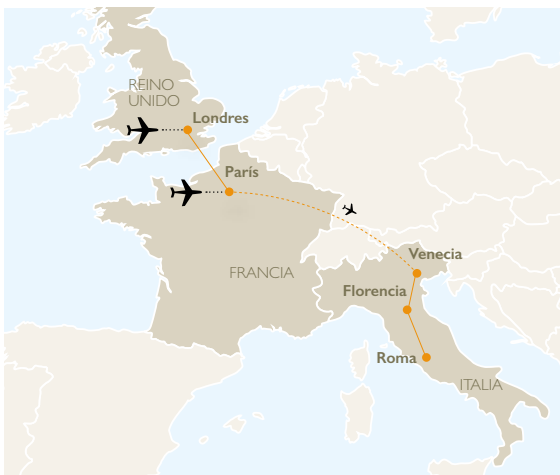 REINO
UNIDO
Londres
París
Venecia
FRANCIA
Florencia
Roma
ITALIA